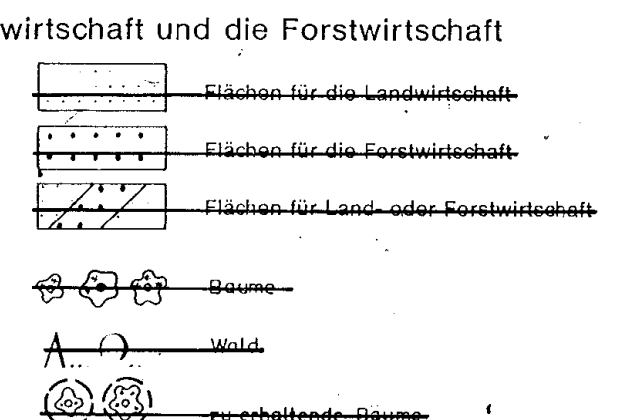 wirtschaft und die Forstwirtschaft
Flächen für die Landwirtschaft
Flächen für die Forstwirtschaft
Flächen für Land- oder Forstwirtschaft
Bäume
Wald
zu erhaltende Bäume